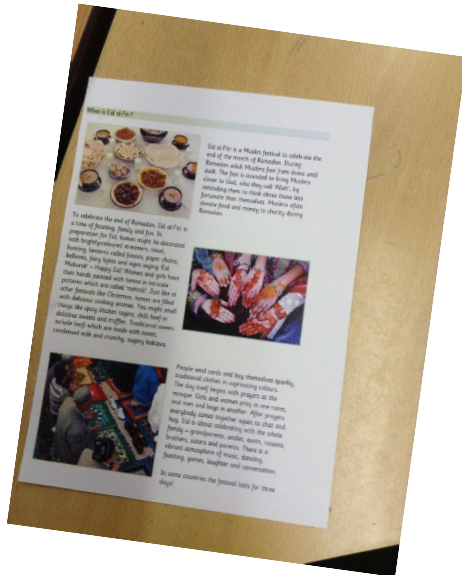 What is Eid al-Fitr?
Eid al-Fitr is a Muslim festival to celebrate the
end of the month of Ramadan. During
Ramadan adult Muslims fast from dawn until
dusk. The fast is intended to bring Muslims
closer to God, who they call 'Allah', by
reminding them to think about those less
fortunate than themselves. Muslims often
donate food and money to charity during
Ramadan.
To celebrate the end of Ramadan, Eid al-Fitr is
a time of feasting, family and fun. In
preparation for Eid, homes might be decorated
with brightly-coloured streamers, tinsel,
bunting, lanterns called fanoos, paper chains,
balloons, fairy lights and signs saying 'Eid
Mubarak' – Happy Eid! Women and girls have
their hands painted with henna in intricate
patterns which are called 'mehndi'. Just like at
other festivals like Christmas, homes are filled
with delicious cooking aromas. You might smell
things like spicy chicken tagine, chilli beef or
delicious sweets and truffles. Traditional sweets
include barfi which are made with sweet,
condensed milk and crunchy, sugary baklava.
People send cards and buy themselves sparkly,
traditional clothes in captivating colours.
The day itself begins with prayers at the
mosque. Girls and women pray in one room,
and men and boys in another. After prayers
everybody comes together again to chat and
hug. Eid is about celebrating with the whole
family – grandparents, uncles, aunts, cousins,
brothers, sisters and parents. There is a
vibrant atmosphere of music, dancing,
feasting, games, laughter and conversation.
In some countries, the festival lasts for three
days!